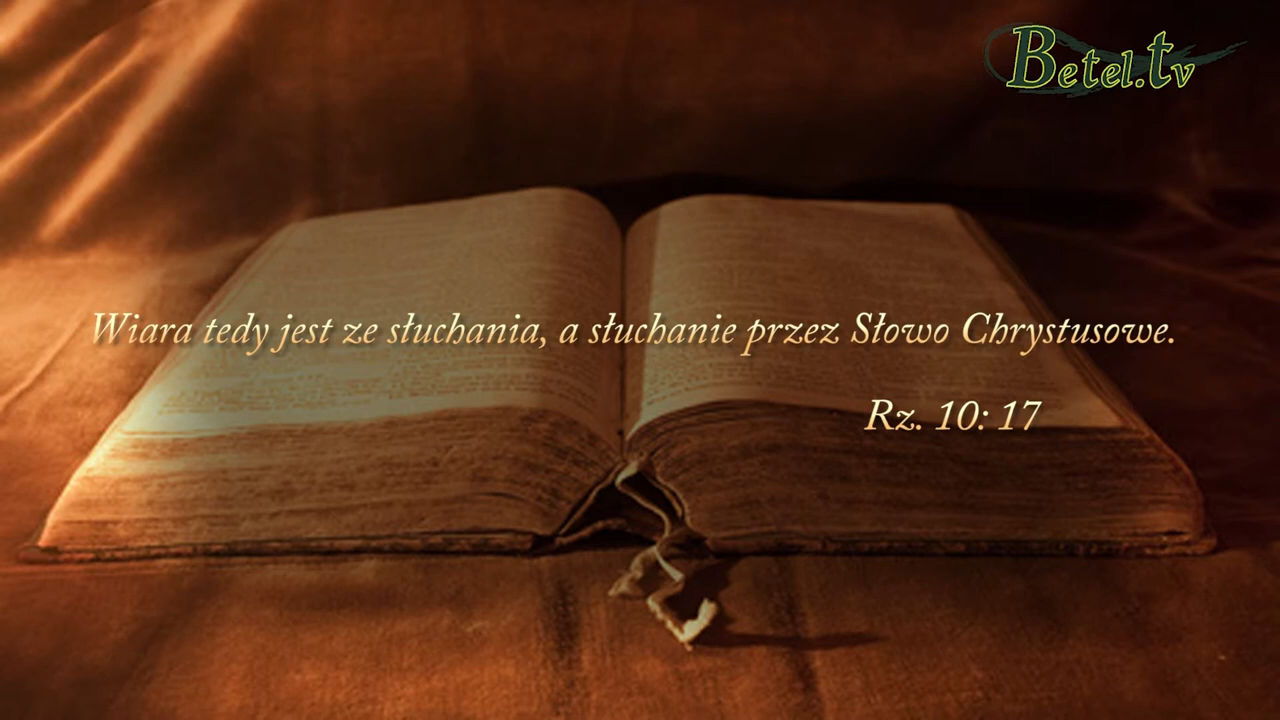 Betel.tv
Wiara tedy jest ze słuchania, a słuchanie przez Słowo Chrystusowe.
Rz. 10: 17